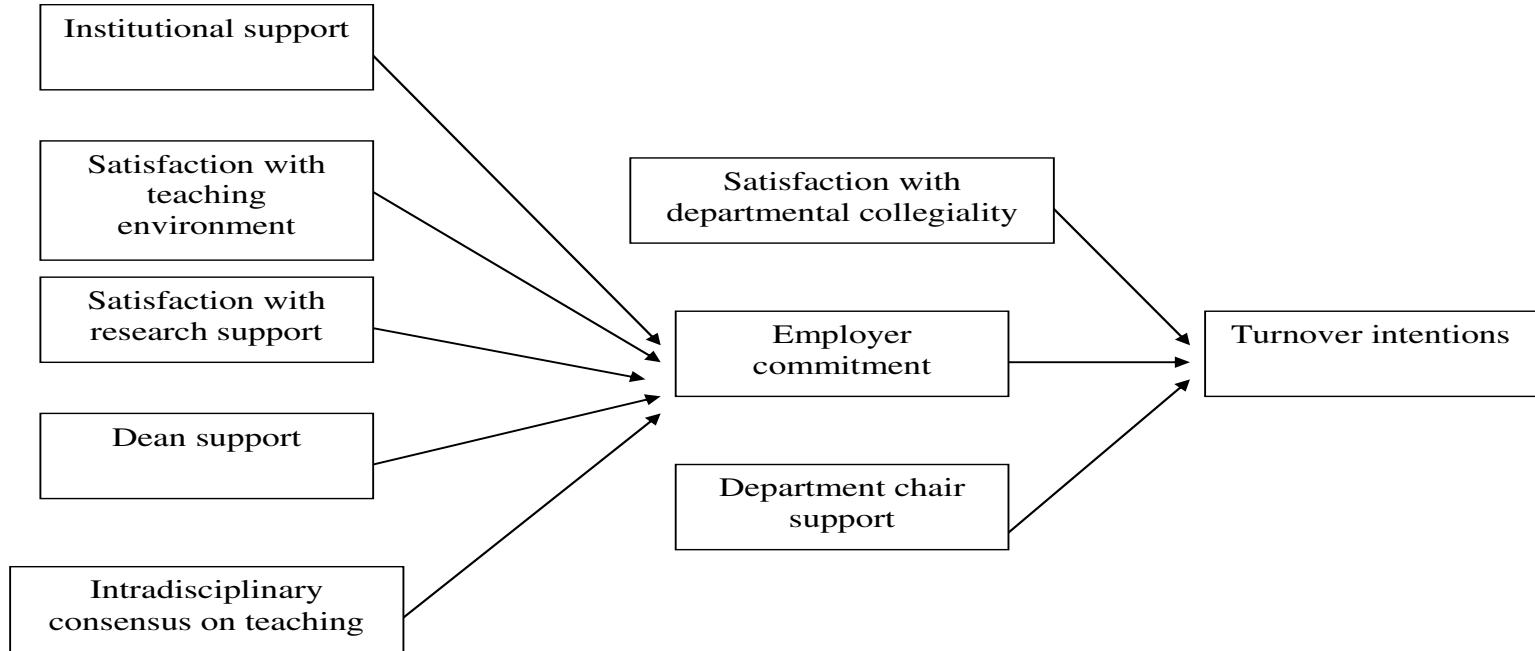 Institutional support
Satisfaction with
teaching
environment
Satisfaction with
research support
Dean support
Intradisciplinary
consensus on teaching
Satisfaction with
departmental collegiality
Employer
commitment
Department chair
support
Turnover intentions